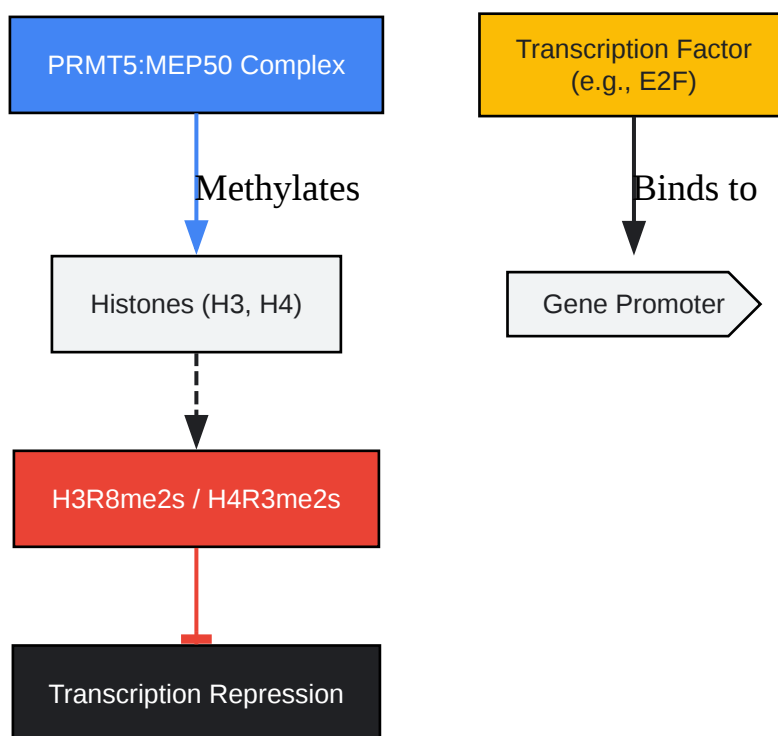 PRMT5:MEP50 Complex
Methylates
Histones (H3, H4)
H3R8me2s / H4R3me2s
Transcription Repression
Transcription Factor
(e.g., E2F)
Binds to
Gene Promoter